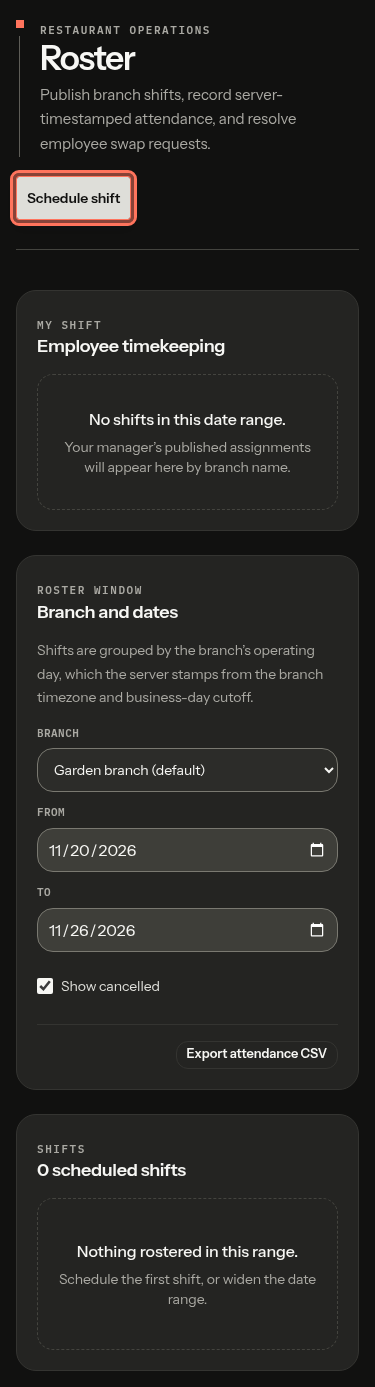 RESTAURANT OPERATIONS
Roster
Publish branch shifts, record server-
timestamped attendance, and resolve
employee swap requests.
Schedule shift
MY SHIFT
Employee timekeeping
No shifts in this date range.
Your manager's published assignments
will appear here by branch name.
ROSTER WINDOW
Branch and dates
Shifts are grouped by the branch's operating
day, which the server stamps from the branch
timezone and business-day cutoff.
BRANCH
Garden branch (default)
FROM
11/20/2026
TO
11/26/2026
Show cancelled
Export attendance CSV
SHIFTS
0 scheduled shifts
Nothing rostered in this range.
Schedule the first shift, or widen the date
range.